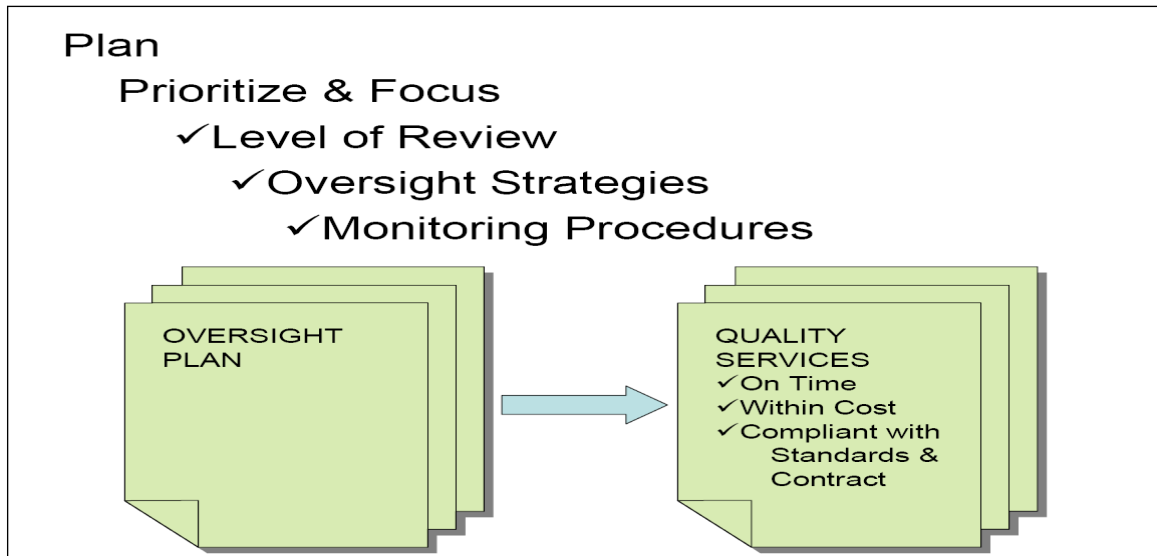 Plan
Prioritize & Focus
✓Level of Review
✓Oversight Strategies
✓Monitoring Procedures
OVERSIGHT
PLAN
QUALITY
SERVICES
✓On Time
✓Within Cost
✓Compliant with
Standards &
Contract